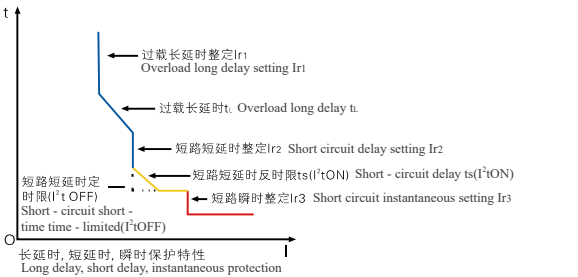 t
过载长延时整定Ir1
Overload long delay setting Ir1
过载长延时tL Overload long delay tL
短路短延时整定Ir2 Short circuit delay setting Ir2
短路短延时反时限ts(I²tON) Short - circuit delay ts(I²tON)
短路短延时定
时限(I²t OFF)
Short - circuit short -
time time - limited(I²tOFF)
短路瞬时整定Ir3 Short circuit instantaneous setting Ir3
O
I
长延时, 短延时, 瞬时保护特性
Long delay, short delay, instantaneous protection